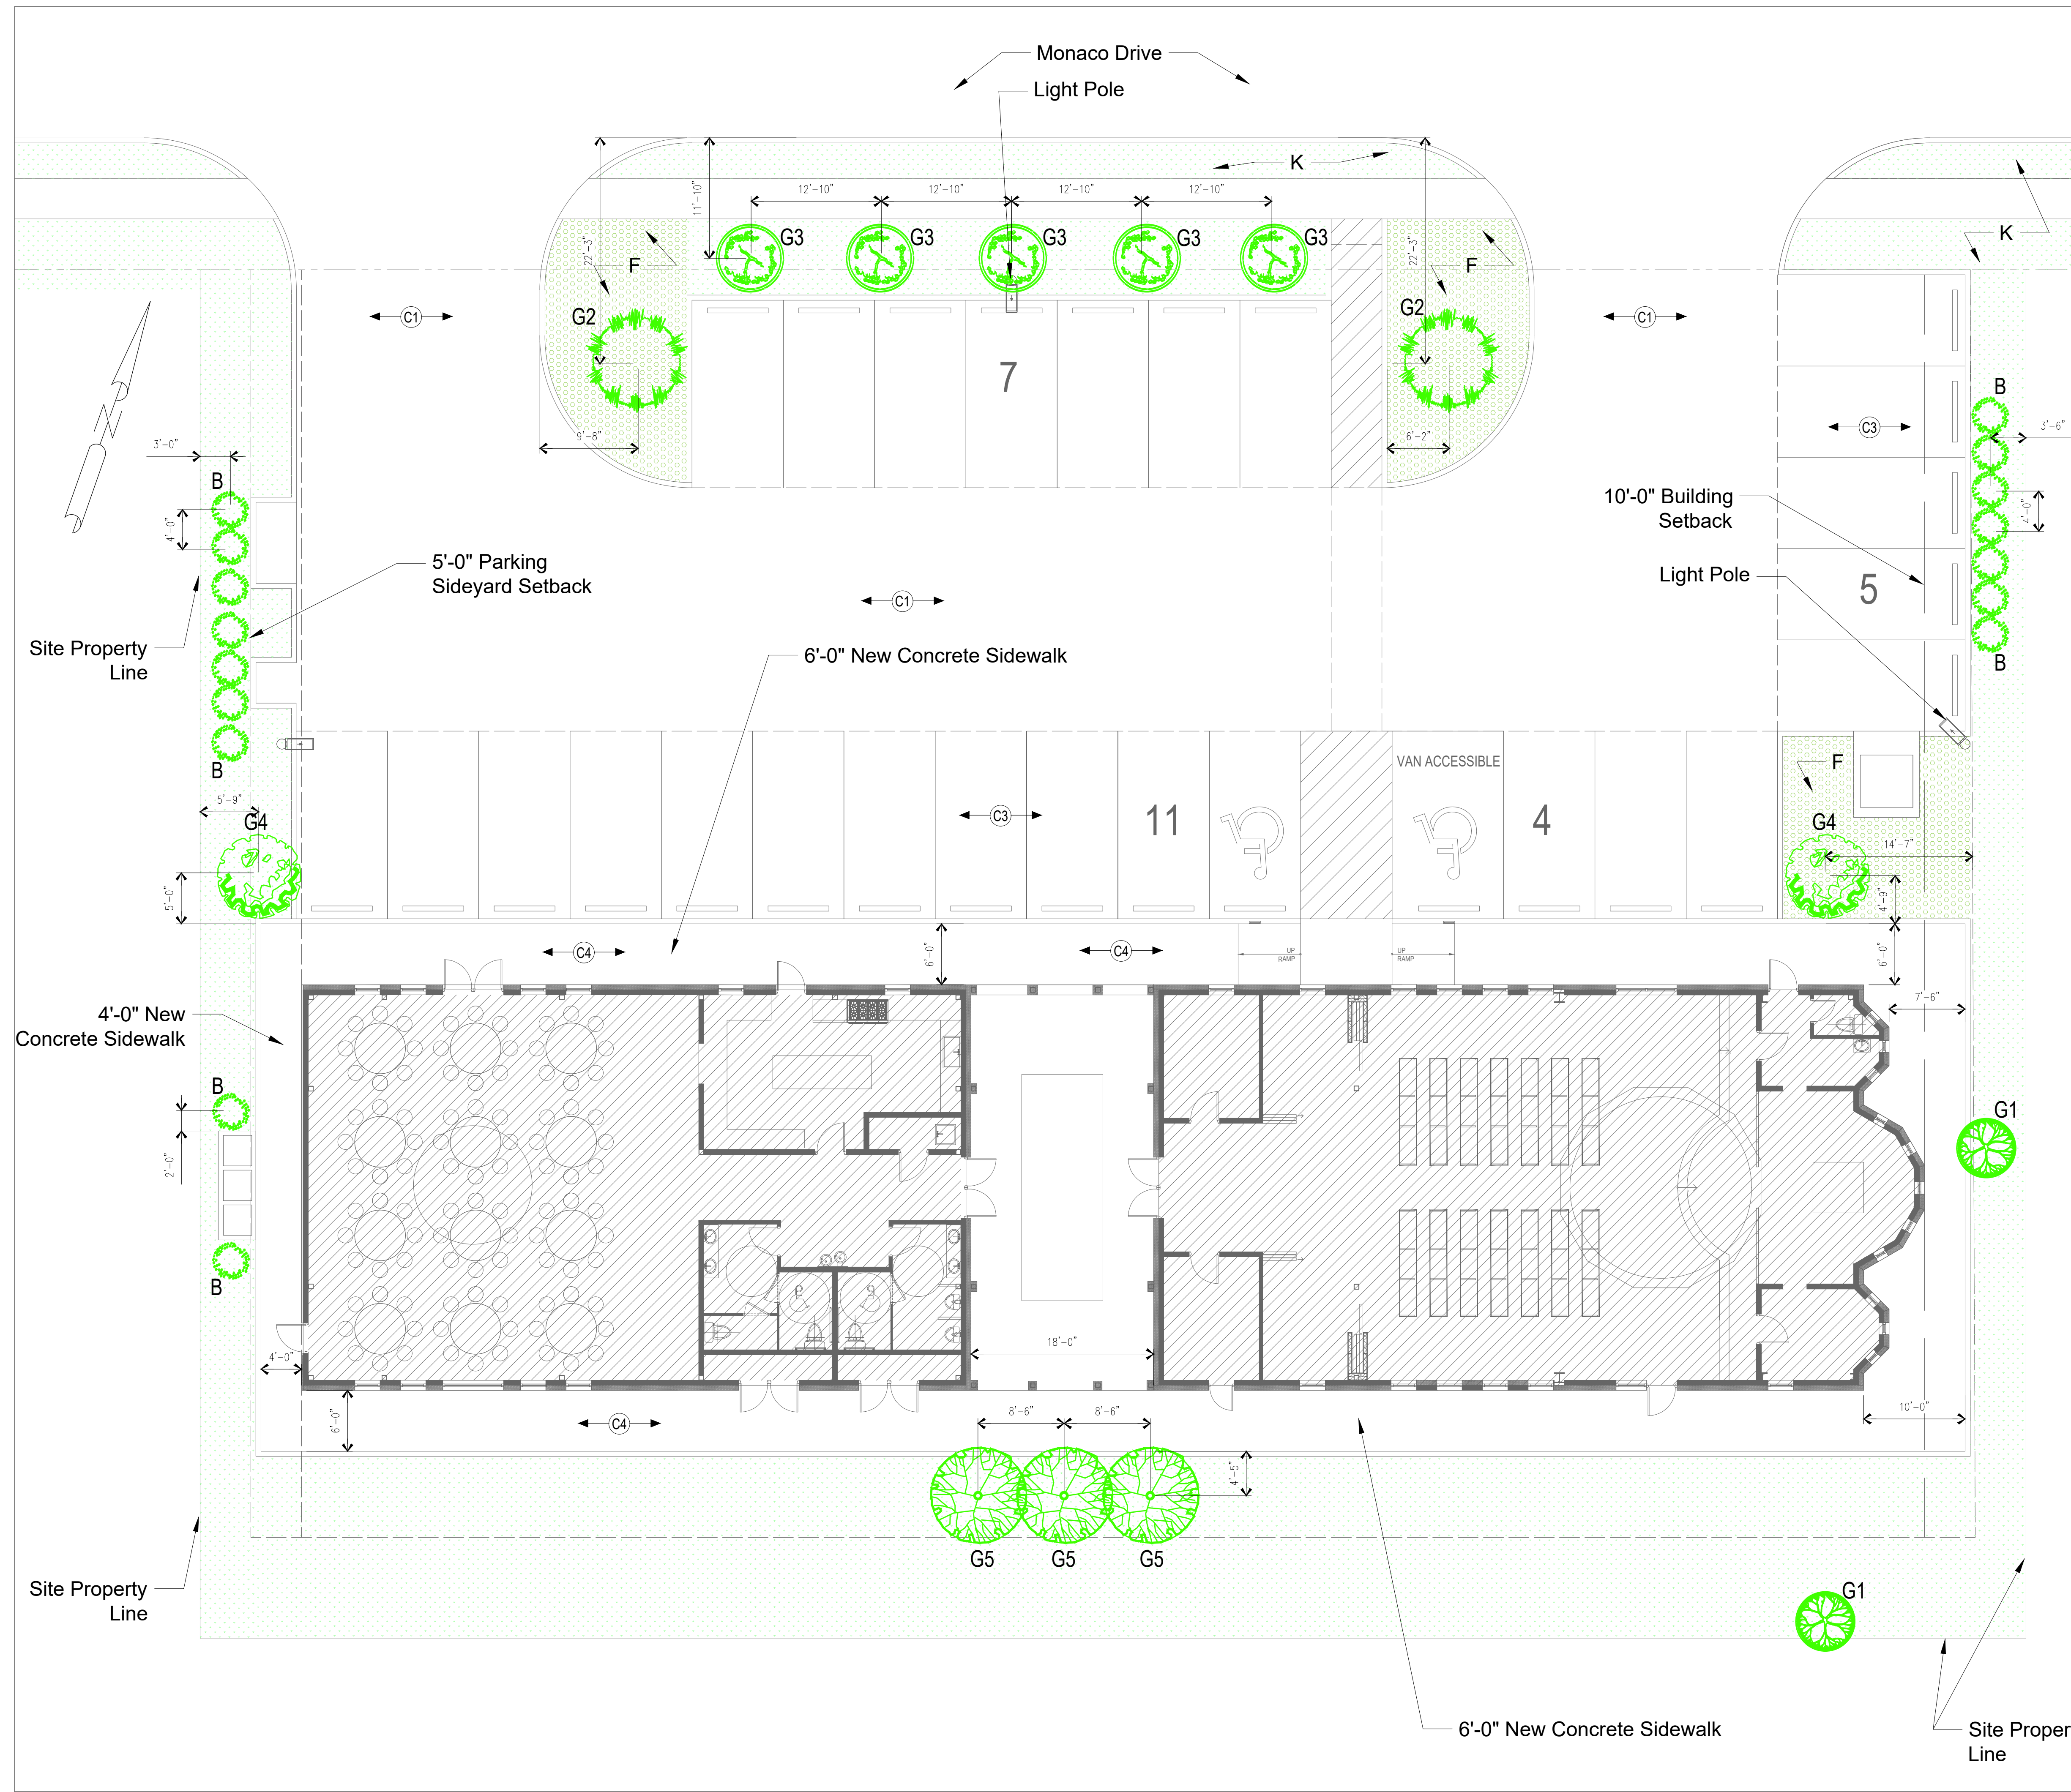 Monaco Drive
Light Pole
K
12'-10"
12'-10"
12'-10"
12'-10"
11'-10"
22'-3"
22'-3"
G3
G3
G3
G3
G3
K
F
F
G2
G2
C1
C1
N
7
9'-8"
6'-2"
B
3'-6"
C3
3'-0"
B
4'-0"
10'-0" Building
Setback
4'-0"
5'-0" Parking
Sideyard Setback
Light Pole
5
C1
Site Property
Line
6'-0" New Concrete Sidewalk
B
B
VAN ACCESSIBLE
F
5'-9"
G4
C3
11
4
G4
14'-7"
5'-0"
4'-9"
C4
6'-0"
C4
UP
RAMP
UP
RAMP
6'-0"
7'-6"
4'-0" New
Concrete Sidewalk
B
2'-0"
G1
B
18'-0"
4'-0"
6'-0"
C4
8'-6"
8'-6"
10'-0"
4'-5"
G5
G5
G5
Site Property
Line
G1
6'-0" New Concrete Sidewalk
Site Proper
Line